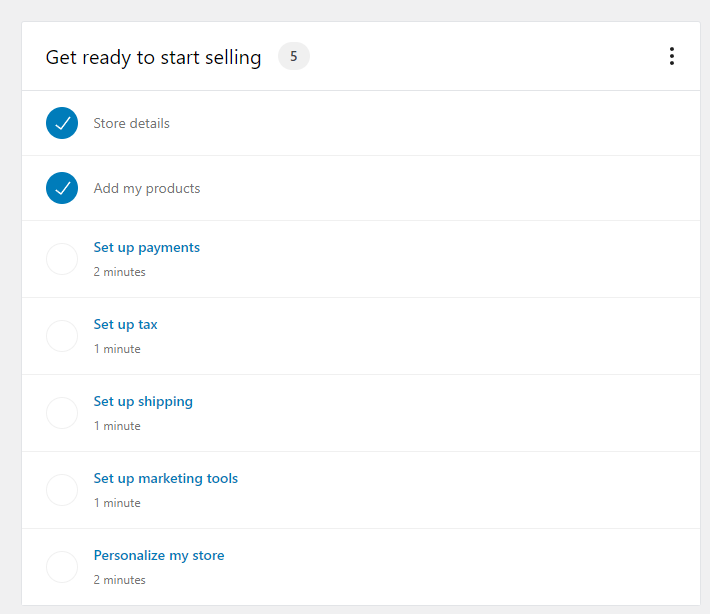 Get ready to start selling 5
Store details
Add my products
Set up payments
2 minutes
Set up tax
1 minute
Set up shipping
1 minute
Set up marketing tools
1 minute
Personalize my store
2 minutes